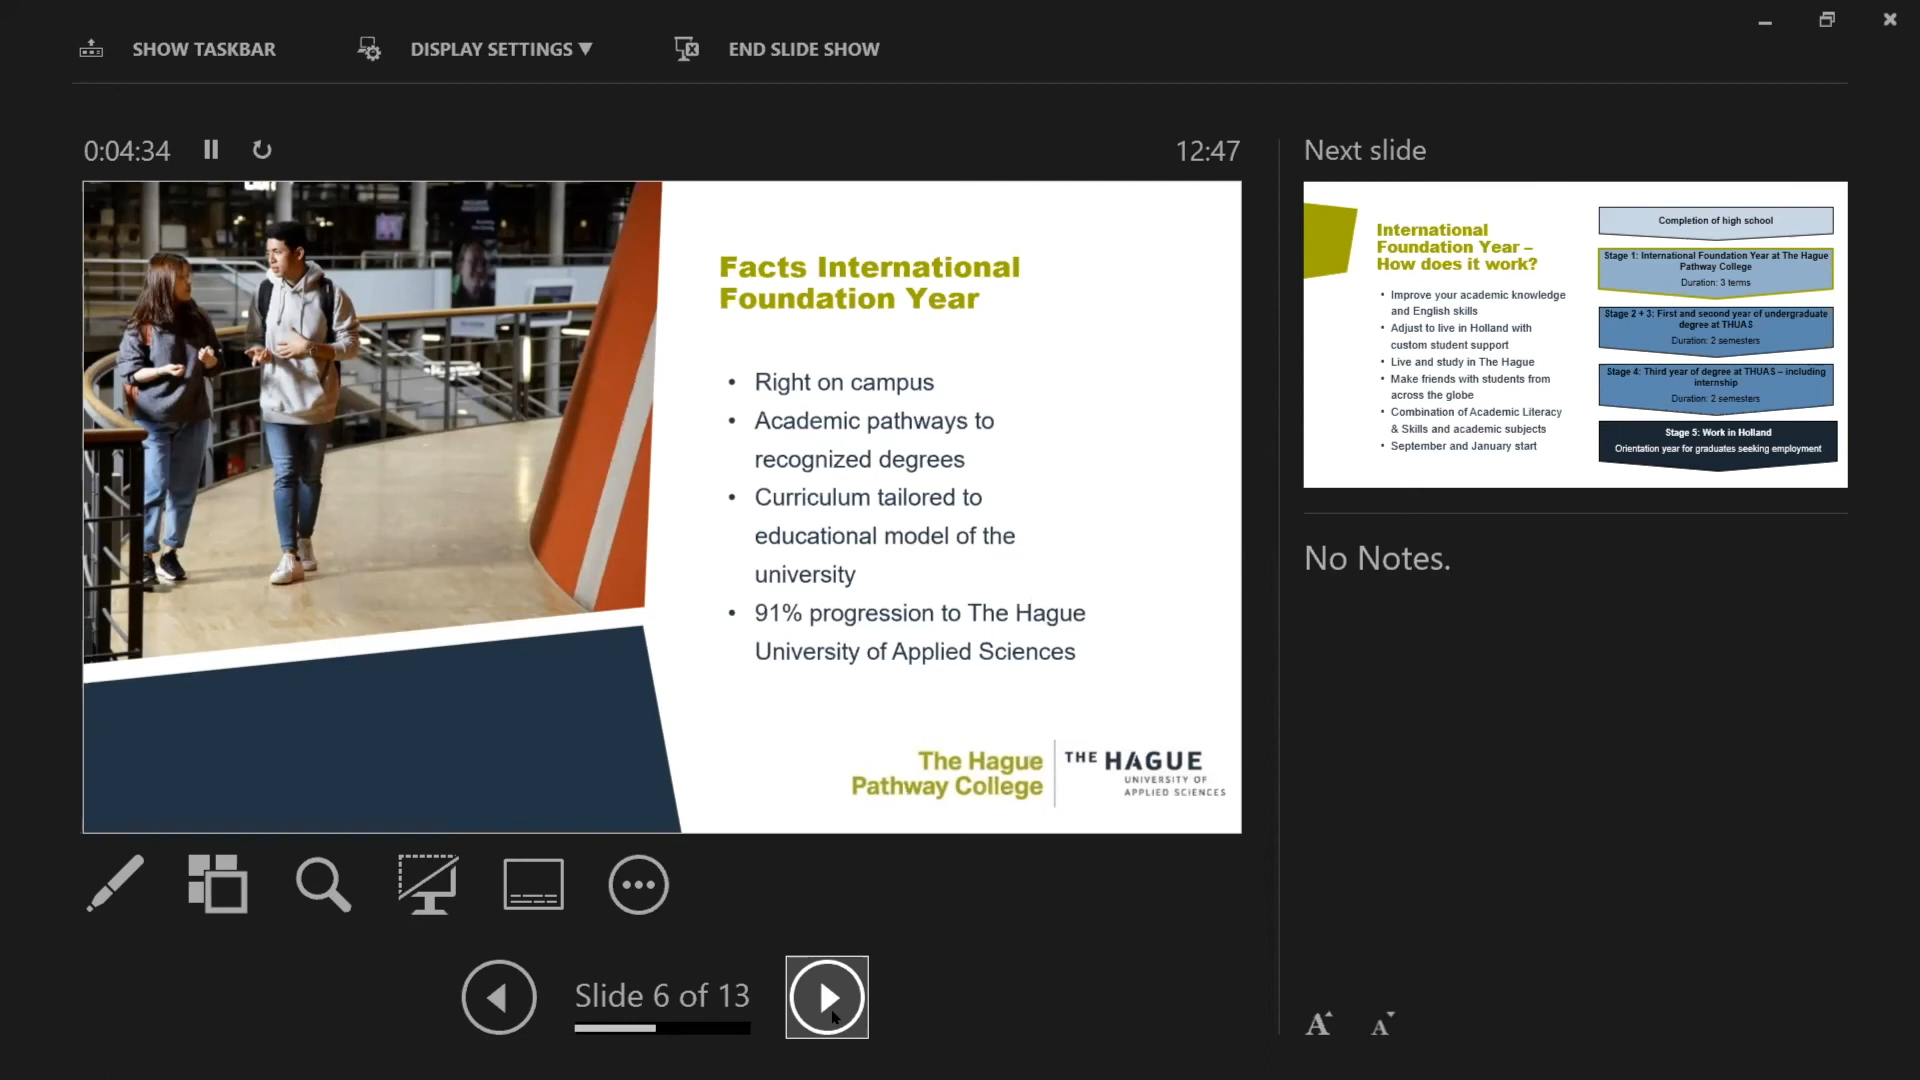 SHOW TASKBAR
DISPLAY SETTINGS ▼
END SLIDE SHOW
0:04:34
12:47
Next slide
Facts International
Foundation Year
• Right on campus
• Academic pathways to
recognized degrees
• Curriculum tailored to
educational model of the
university
• 91% progression to The Hague
University of Applied Sciences
The Hague
Pathway College
THE HAGUE
UNIVERSITY OF
APPLIED SCIENCES
International
Foundation Year –
How does it work?
• Improve your academic knowledge
and English skills
• Adjust to live in Holland with
custom student support
• Live and study in The Hague
• Make friends with students from
across the globe
• Combination of Academic Literacy
& Skills and academic subjects
• September and January start
Completion of high school
Stage 1: International Foundation Year at The Hague
Pathway College
Duration: 3 terms
Stage 2 + 3: First and second year of undergraduate
degree at THUAS
Duration: 2 semesters
Stage 4: Third year of degree at THUAS – including
internship
Duration: 2 semesters
Stage 5: Work in Holland
Orientation year for graduates seeking employment
No Notes.
Slide 6 of 13
A
A